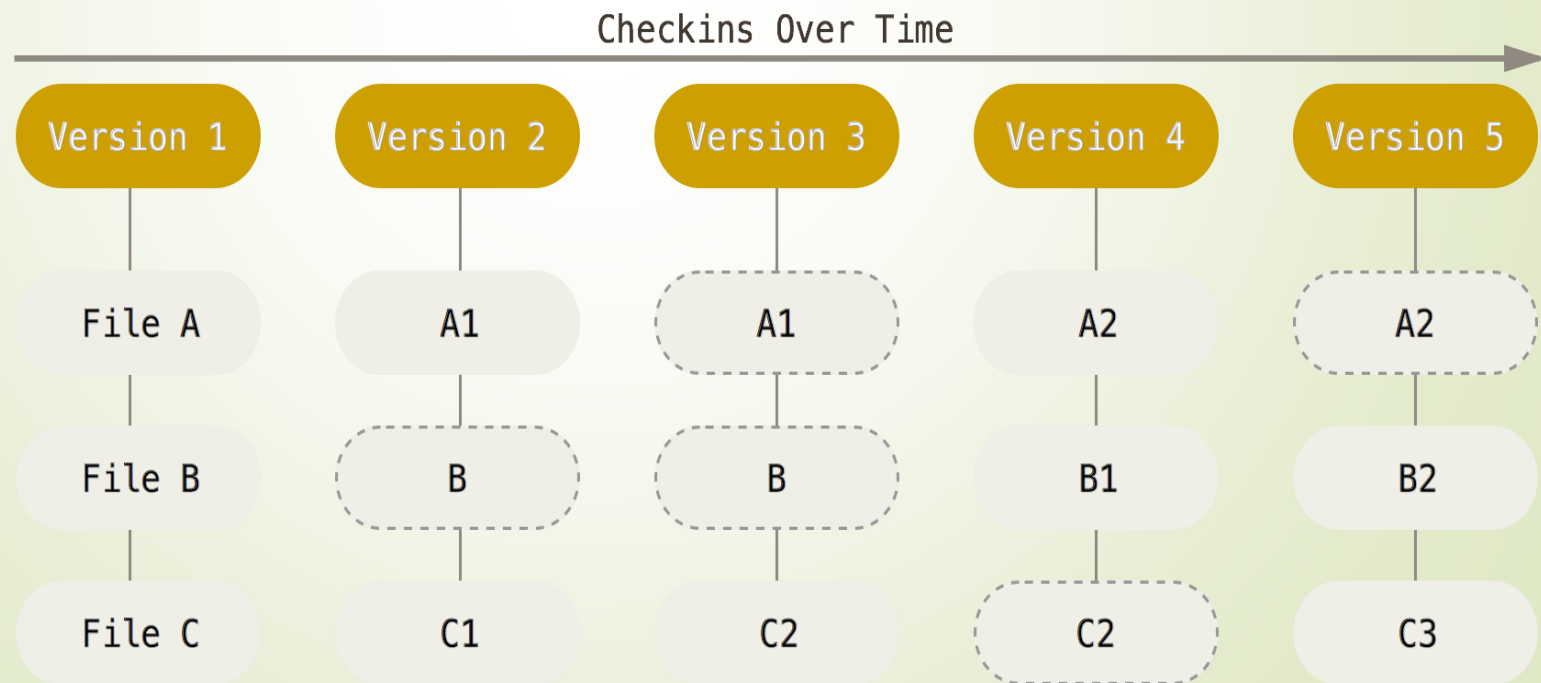 Checkins Over Time
Version 1 Version 2 Version 3 Version 4 Version 5
File A A1 A1 A2 A2
File B B B B1 B2
File C C1 C2 C2 C3